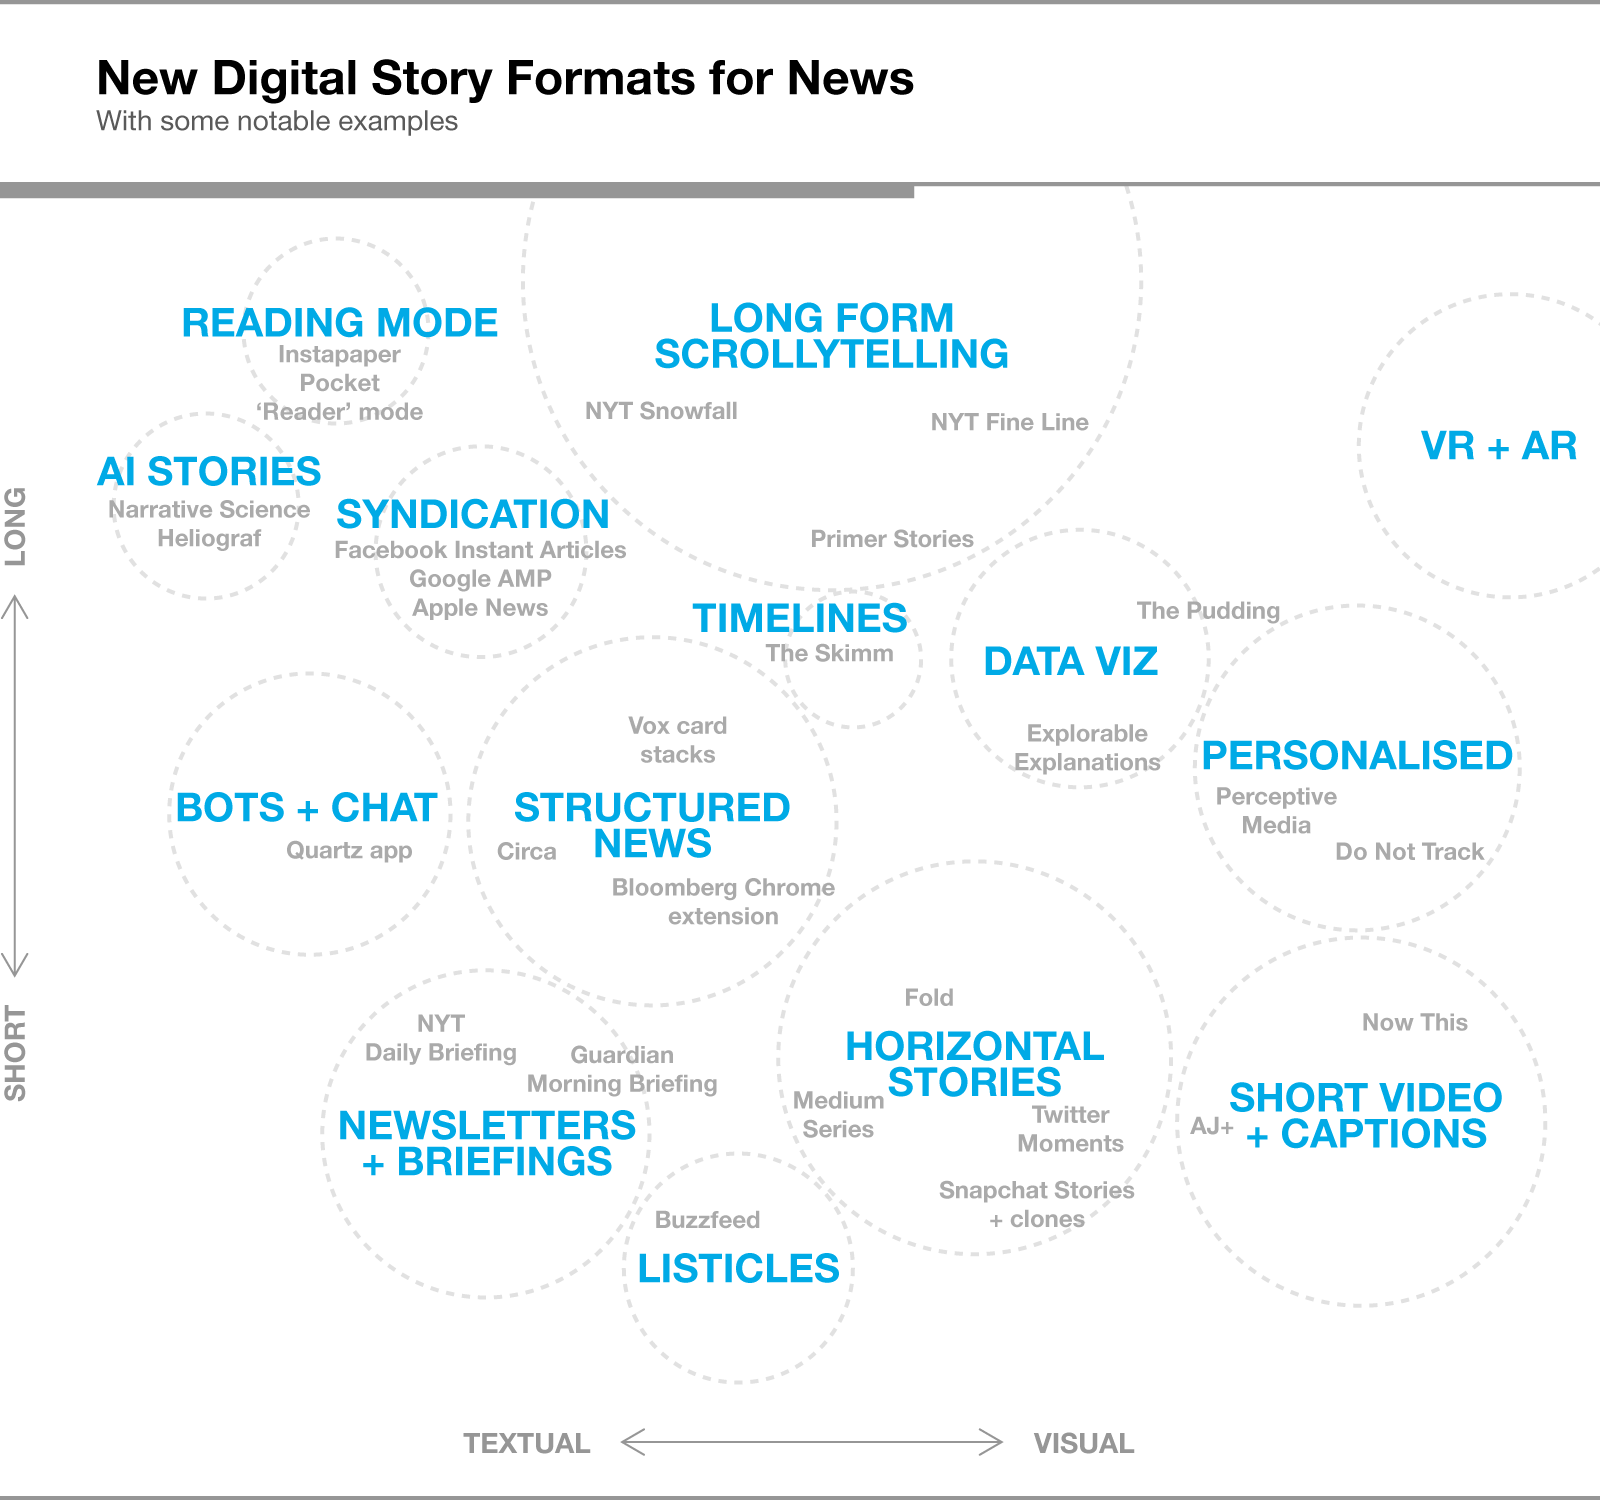 New Digital Story Formats for News
With some notable examples
READING MODE
Instapaper
Pocket
‘Reader’ mode
LONG FORM
SCROLLYTELLING
NYT Snowfall
NYT Fine Line
Primer Stories
VR + AR
AI STORIES
Narrative Science
Heliograf
SYNDICATION
Facebook Instant Articles
Google AMP
Apple News
TIMELINES
The Skimm
The Pudding
DATA VIZ
Explorable
Explanations
PERSONALISED
Perceptive
Media
Do Not Track
BOTS + CHAT
Quartz app
Vox card
stacks
STRUCTURED
NEWS
Circa
Bloomberg Chrome
extension
NYT
Daily Briefing
Guardian
Morning Briefing
NEWSLETTERS
+ BRIEFINGS
Fold
HORIZONTAL
STORIES
Medium
Series
Twitter
Moments
Snapchat Stories
+ clones
Now This
SHORT VIDEO
+ CAPTIONS
AJ+
Buzzfeed
LISTICLES
LONG
SHORT
TEXTUAL
VISUAL